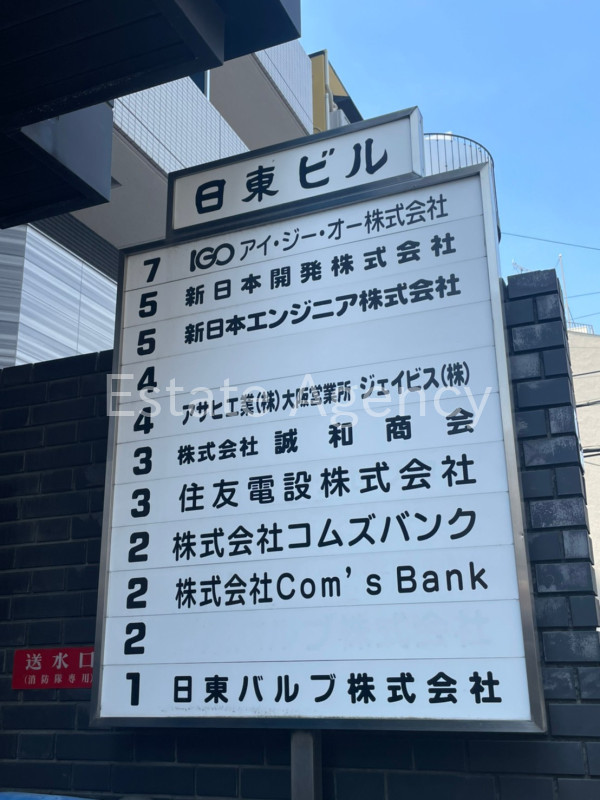 日東ビル
7 IGO アイ・ジー・オー株式会社
5 新日本開発株式会社
5 新日本エンジニア株式会社
4
4 アサヒ工業(株)大阪営業所 ジェイビス(株)
3 株式会社 誠和商会
3 住友電設株式会社
2 株式会社コムズバンク
2 株式会社Com's Bank
2
1 日東バルブ株式会社
送水口
(消防隊専用)
Estate Agency